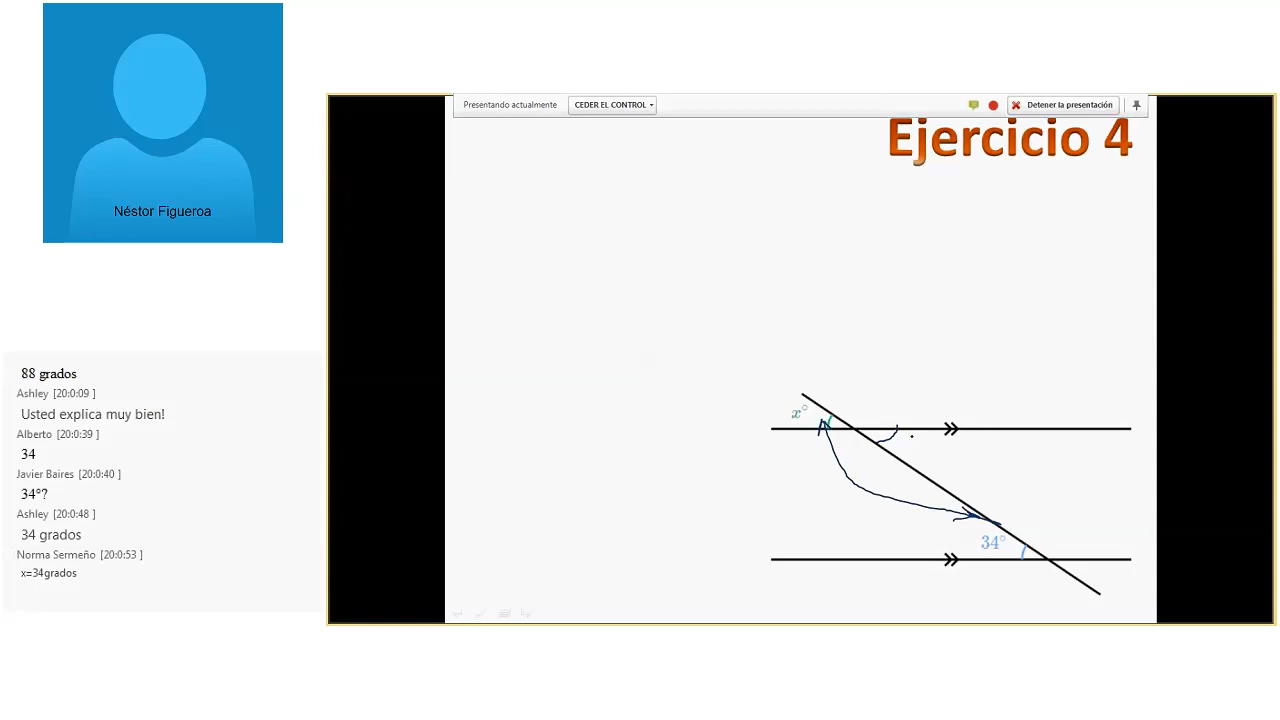 Néstor Figueroa
Presentando actualmente
CEDER EL CONTROL
Detener la presentación
Ejercicio 4
x°
34°
88 grados
Ashley [20:0:09 ]
Usted explica muy bien!
Alberto [20:0:39 ]
34
Javier Baires [20:0:40 ]
34°?
Ashley [20:0:48 ]
34 grados
Norma Sermeño [20:0:53 ]
x=34grados